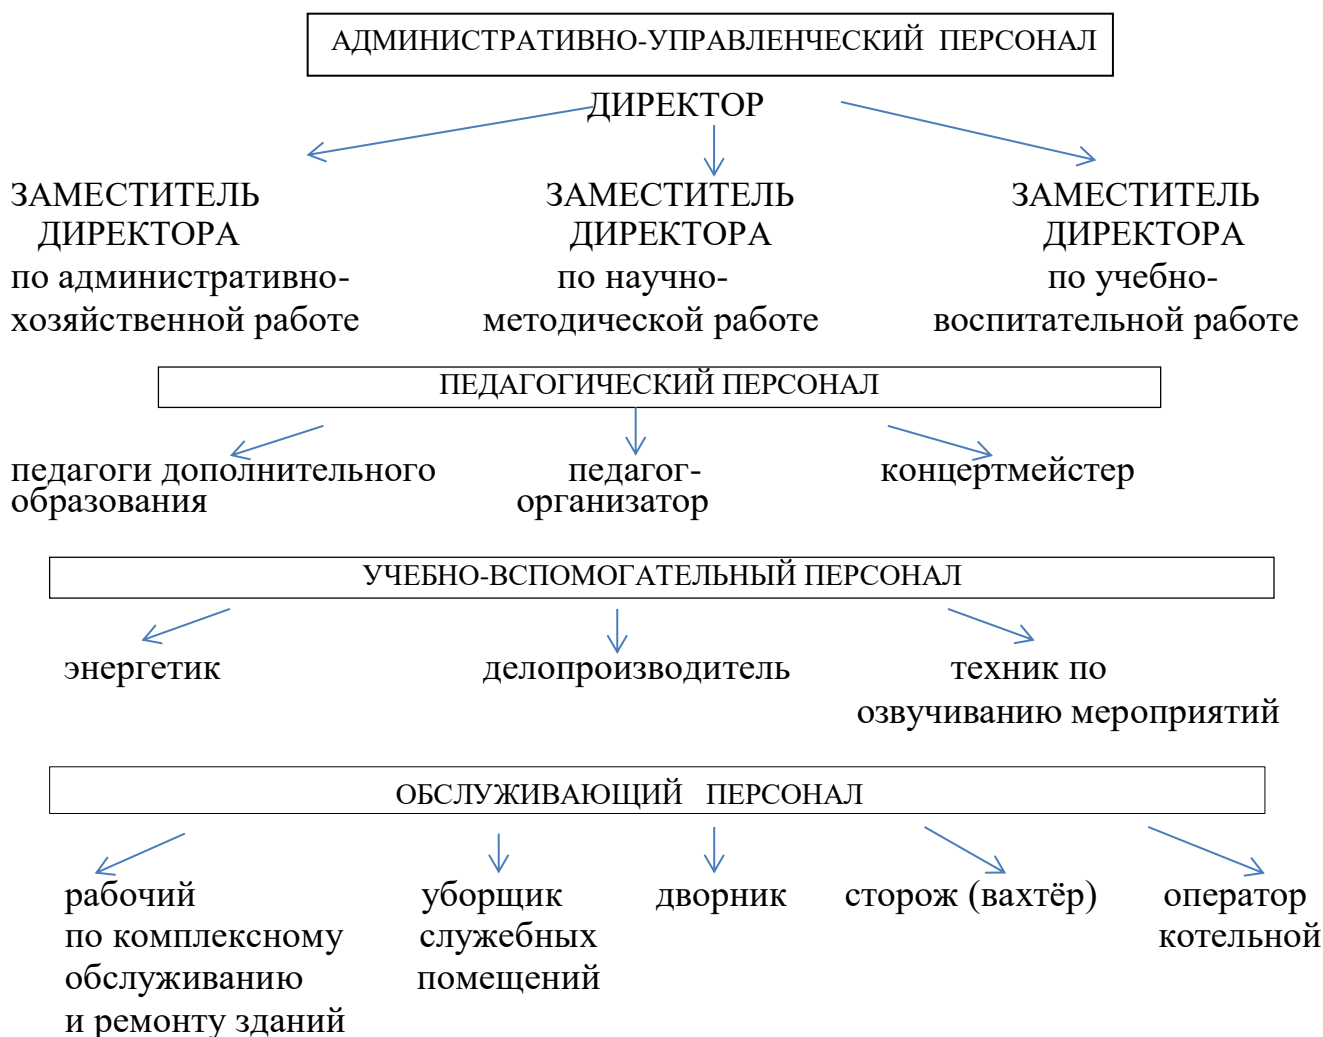 АДМИНИСТРАТИВНО-УПРАВЛЕНЧЕСКИЙ ПЕРСОНАЛ
ДИРЕКТОР
ЗАМЕСТИТЕЛЬ ЗАМЕСТИТЕЛЬ ЗАМЕСТИТЕЛЬ
ДИРЕКТОРА ДИРЕКТОРА ДИРЕКТОРА
по административно- по научно- по учебно-
хозяйственной работе методической работе воспитательной работе
ПЕДАГОГИЧЕСКИЙ ПЕРСОНАЛ
педагоги дополнительного педагог- концертмейстер
образования организатор
УЧЕБНО-ВСПОМОГАТЕЛЬНЫЙ ПЕРСОНАЛ
энергетик делопроизводитель техник по
озвучиванию мероприятий
ОБСЛУЖИВАЮЩИЙ ПЕРСОНАЛ
рабочий уборщик дворник сторож (вахтёр) оператор
по комплексному служебных котельной
обслуживанию помещений
и ремонту зданий